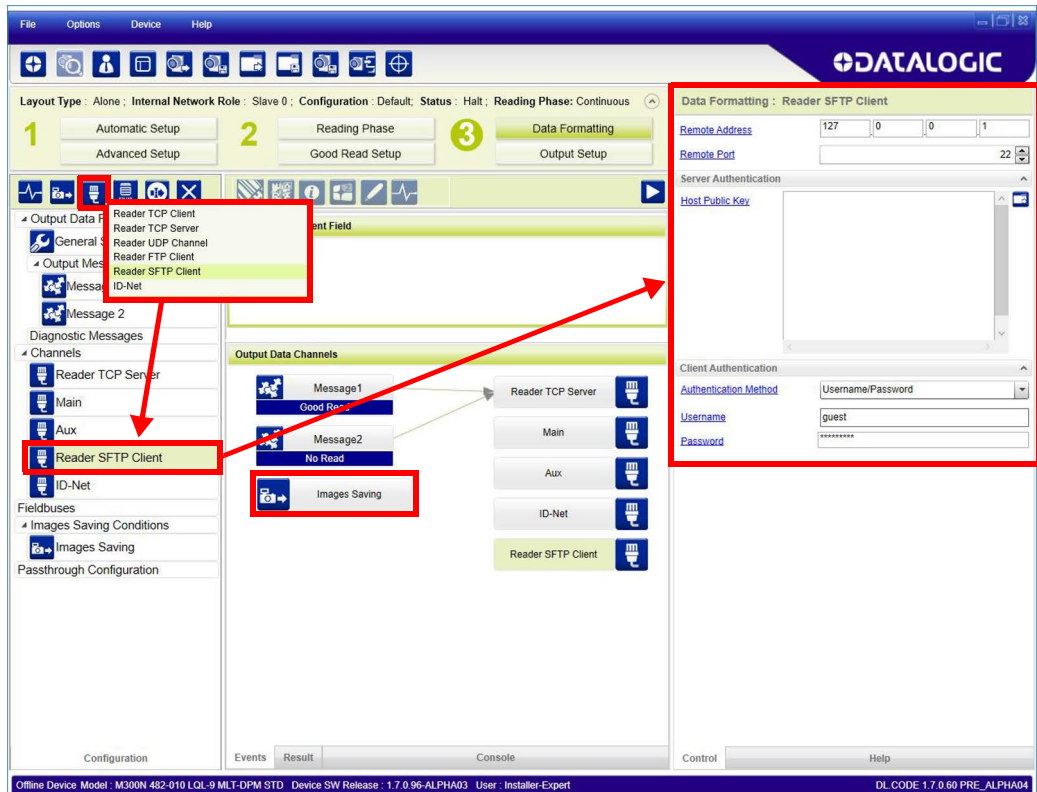 File Options Device Help
DATALOGIC
Layout Type : Alone ; Internal Network Role : Slave 0 ; Configuration : Default; Status : Halt ; Reading Phase: Continuous
1 Automatic Setup
Advanced Setup
2 Reading Phase
Good Read Setup
3 Data Formatting
Output Setup
Output Data F
General S
Output Mes
Messag
Message 2
Diagnostic Messages
Channels
Reader TCP Server
Main
Aux
Reader SFTP Client
ID-Net
Fieldbuses
Images Saving Conditions
Images Saving
Passthrough Configuration
Configuration
Reader TCP Client
Reader TCP Server
Reader UDP Channel
Reader FTP Client
Reader SFTP Client
ID-Net
ent Field
Output Data Channels
Message1
Good Read
Message2
No Read
Images Saving
Reader TCP Server
Main
Aux
ID-Net
Reader SFTP Client
Events Result Console
Data Formatting : Reader SFTP Client
Remote Address 127 . 0 . 0 . 1
Remote Port 22
Server Authentication
Host Public Key
Client Authentication
Authentication Method Username/Password
Username guest
Password *********
Control Help
Offline Device Model : M300N 482-010 LQL-9 MLT-DPM STD Device SW Release : 1.7.0.96-ALPHA03 User : Installer-Expert DL.CODE 1.7.0.60 PRE_ALPHA04